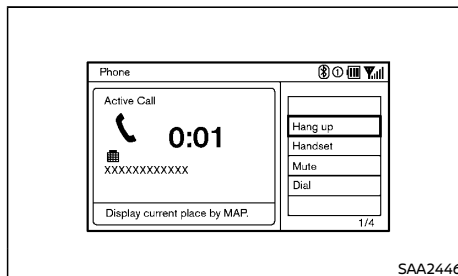 Phone
Active Call
0:01
XXXXXXXXXXXX
Display current place by MAP.
Hang up
Handset
Mute
Dial
1/4
SAA2446